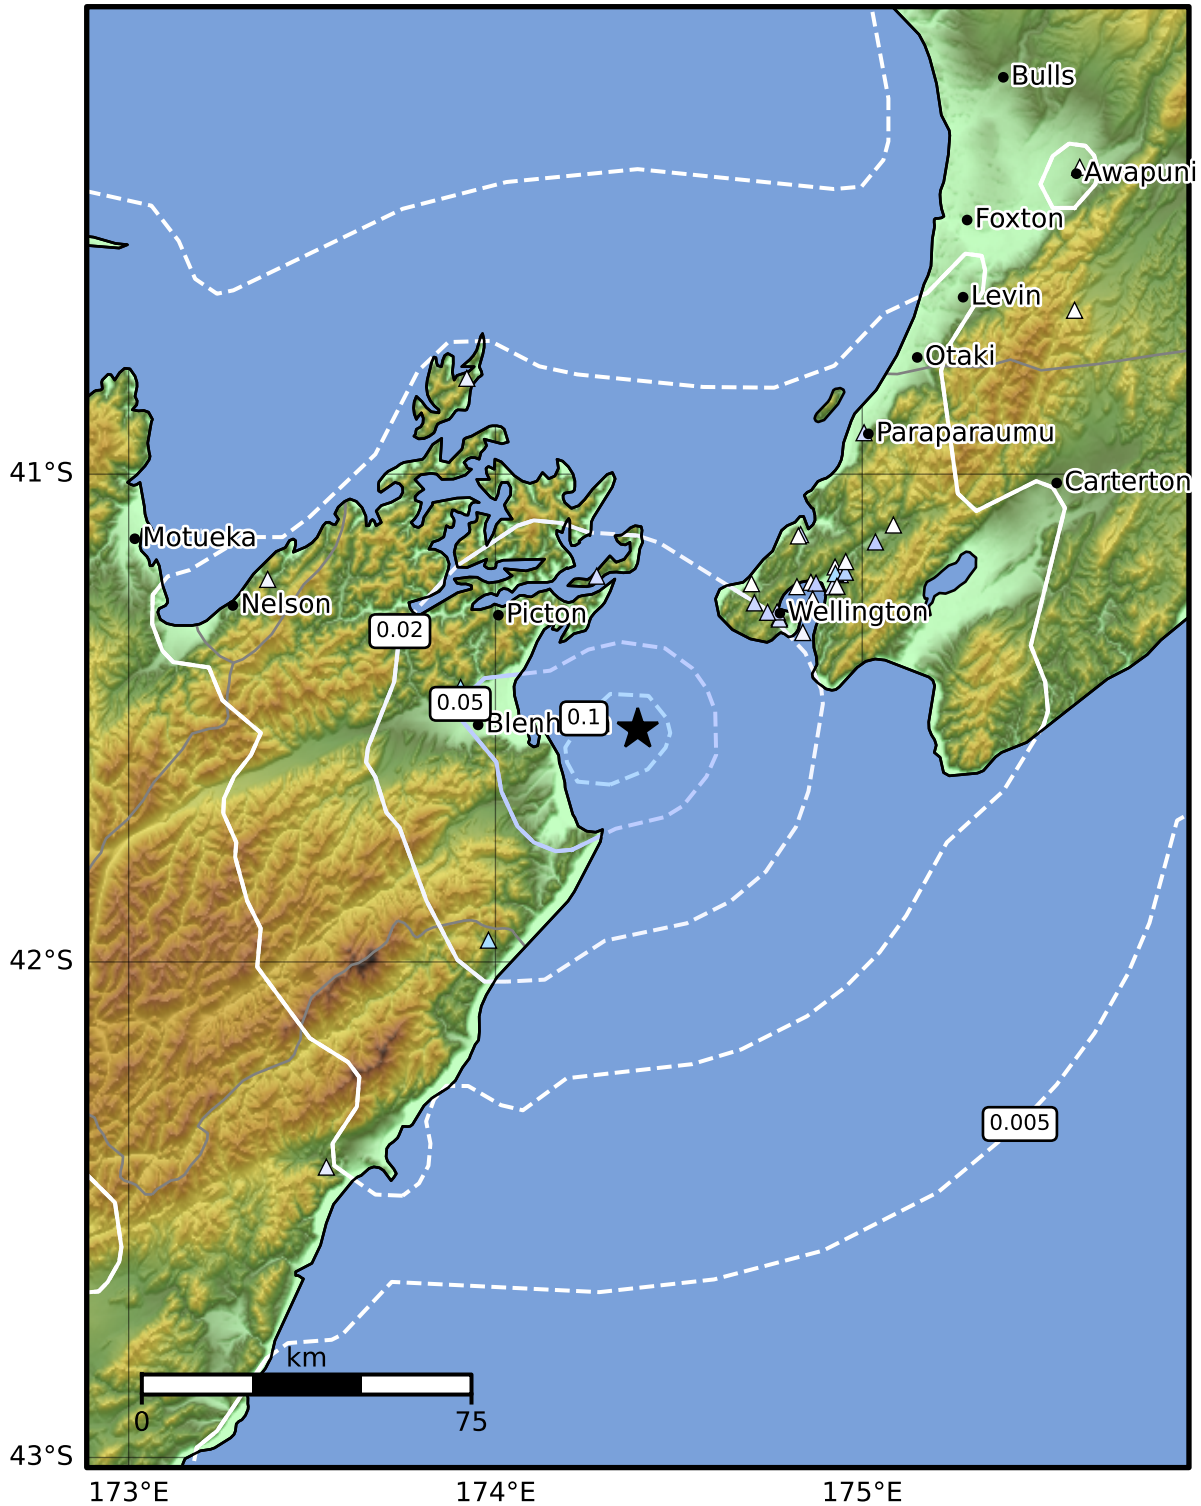 Bulls
Awapuni
Foxton
Levin
Otaki
Paraparaumu
41°S
Carterton
Motueka
Nelson
Picton
Wellington
0.02
0.05
0.1
Blenh
42°S
0.005
km
0
75
43°S
173°E
174°E
175°E